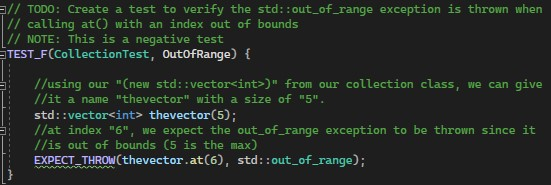 // TODO: Create a test to verify the std::out_of_range exception is thrown when
// calling at() with an index out of bounds
// NOTE: This is a negative test
TEST_F(CollectionTest, OutOfRange) {
//using our "(new std::vector<int>)" from our collection class, we can give
//it a name "thevector" with a size of "5".
std::vector<int> thevector(5);
//at index "6", we expect the out_of_range exception to be thrown since it
//is out of bounds (5 is the max)
EXPECT_THROW(thevector.at(6), std::out_of_range);